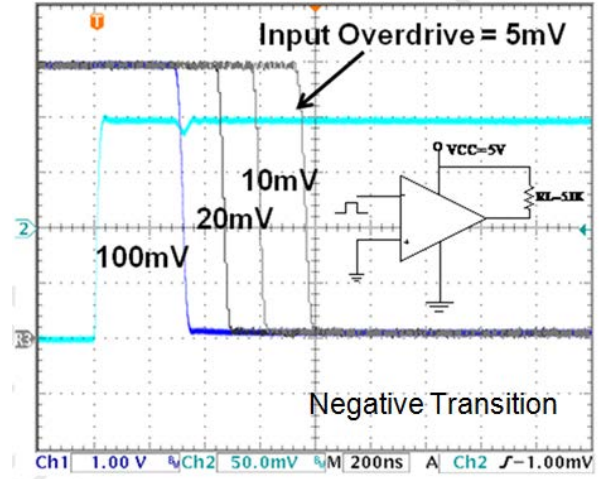 T
Input Overdrive = 5mV
VCC=5V
10mV
RL=5.1K
20mV
2
100mV
Negative Transition
Ch1 1.00 V Ch2 50.0mV M 200ns A Ch2 -1.00mV